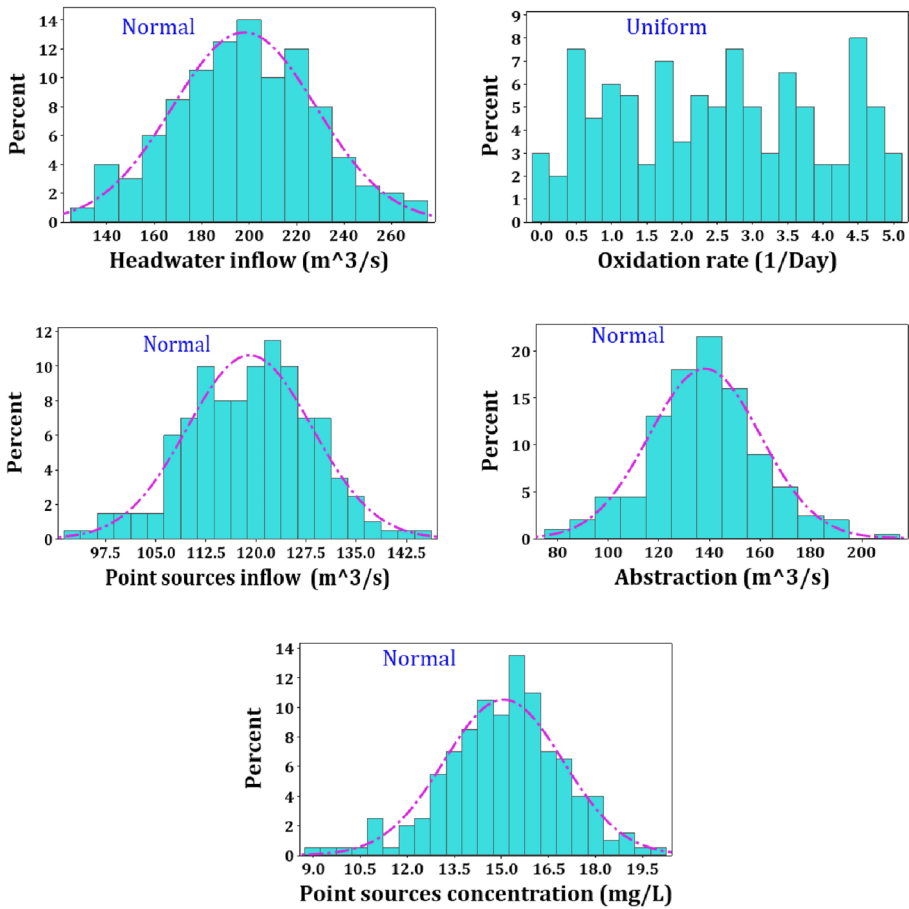 Normal
14
12
10
8
6
4
2
0
Percent
140 160 180 200 220 240 260
Headwater inflow (m^3/s)
Uniform
9
8
7
6
5
4
3
2
1
0
Percent
0.0 0.5 1.0 1.5 2.0 2.5 3.0 3.5 4.0 4.5 5.0
Oxidation rate (1/Day)
Normal
12
10
8
6
4
2
0
Percent
97.5 105.0 112.5 120.0 127.5 135.0 142.5
Point sources inflow (m^3/s)
Normal
20
15
10
5
0
Percent
80 100 120 140 160 180 200
Abstraction (m^3/s)
Normal
14
12
10
8
6
4
2
0
Percent
9.0 10.5 12.0 13.5 15.0 16.5 18.0 19.5
Point sources concentration (mg/L)